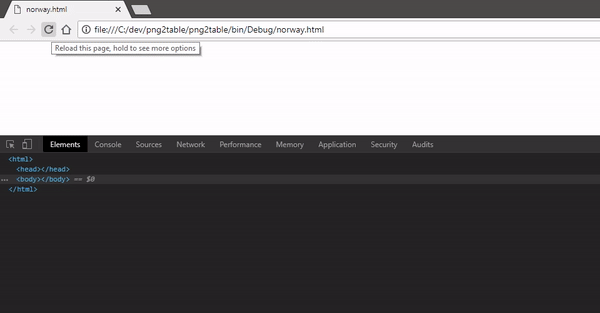 norway.html
file:///C:/dev/png2table/png2table/bin/Debug/norway.html
Reload this page, hold to see more options
Elements Console Sources Network Performance Memory Application Security Audits
<html>
<head></head>
... <body></body> == $0
</html>